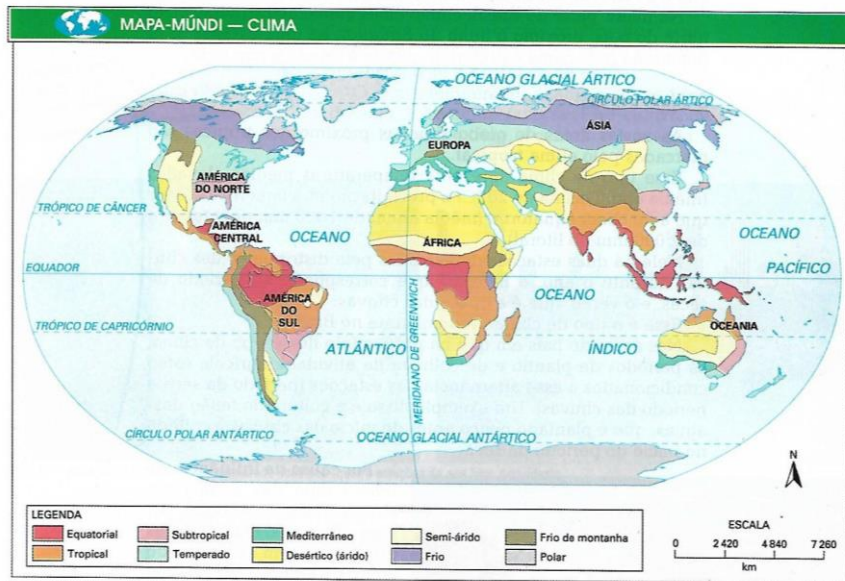 MAPA-MÚNDI — CLIMA
OCEANO GLACIAL ÁRTICO
CÍRCULO POLAR ÁRTICO
ÁSIA
EUROPA
AMÉRICA
DO NORTE
TRÓPICO DE CÂNCER
AMÉRICA
CENTRAL
OCEANO
ÁFRICA
OCEANO
PACÍFICO
EQUADOR
AMÉRICA
DO
SUL
OCEANO
TRÓPICO DE CAPRICÓRNIO
ATLÂNTICO
MERIDIANO DE GREENWICH
ÍNDICO
OCEANIA
CÍRCULO POLAR ANTÁRTICO
OCEANO GLACIAL ANTÁRTICO
N
LEGENDA
Equatorial
Tropical
Subtropical
Temperado
Mediterrâneo
Desértico (árido)
Semi-árido
Frio
Frio de montanha
Polar
ESCALA
0 2 420 4 840 7 260
km